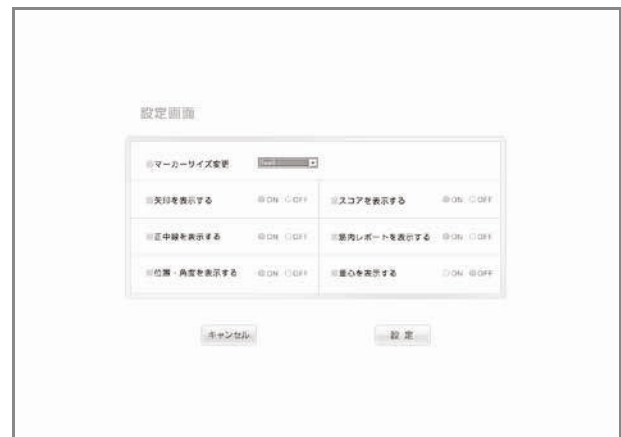 設定画面
マーカーサイズ変更
矢印を表示する ON OFF スコアを表示する ON OFF
正中線を表示する ON OFF 筋肉レポートを表示する ON OFF
位置・角度を表示する ON OFF 重心を表示する ON OFF
キャンセル 設定